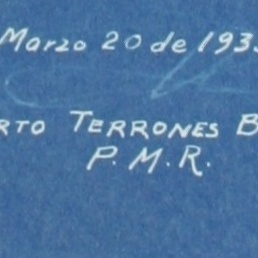 Marzo 20 de 193
RTO TERRONES B
P. M. R.